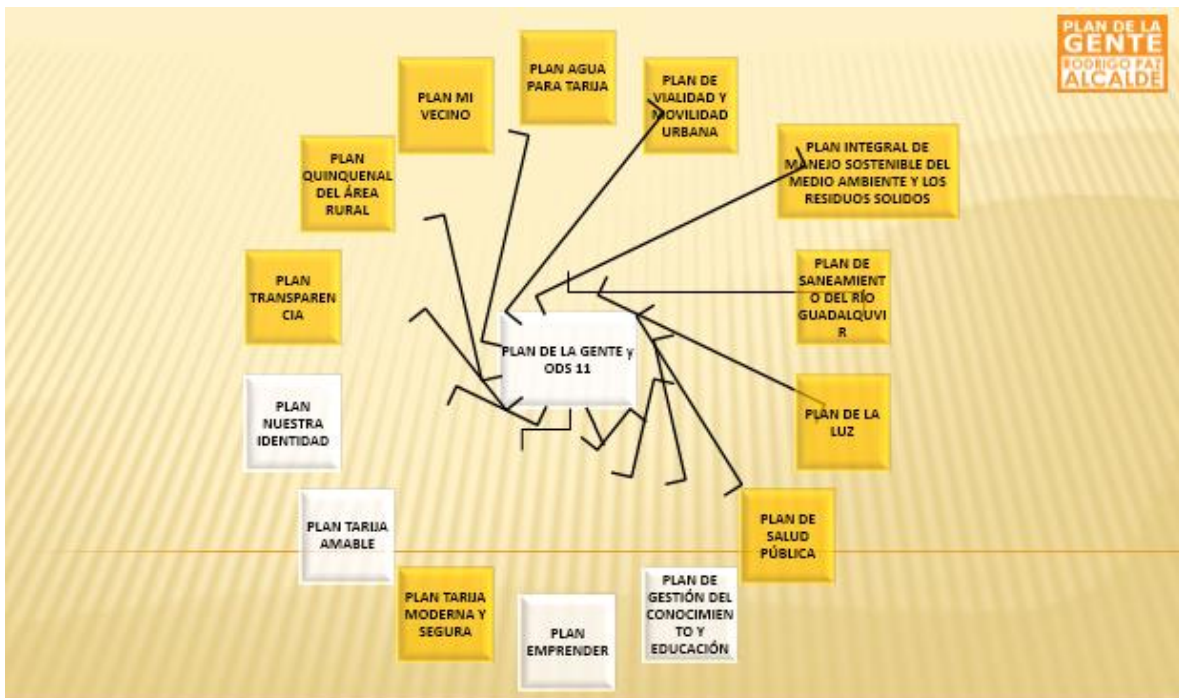 PLAN DE LA
GENTE
RODRIGO PAZ
ALCALDE
PLAN AGUA
PARA TARIJA
PLAN DE
VIALIDAD Y
MOVILIDAD
URBANA
PLAN INTEGRAL DE
MANEJO SOSTENIBLE DEL
MEDIO AMBIENTE Y LOS
RESIDUOS SOLIDOS
PLAN DE
SANEAMIENT
O DEL RÍO
GUADALQUVI
R
PLAN DE LA
LUZ
PLAN DE
SALUD
PÚBLICA
PLAN DE
GESTIÓN DEL
CONOCIMIEN
TO Y
EDUCACIÓN
PLAN
EMPRENDER
PLAN TARIJA
MODERNA Y
SEGURA
PLAN TARIJA
AMABLE
PLAN
NUESTRA
IDENTIDAD
PLAN
TRANSPAREN
CIA
PLAN
QUINQUENAL
DEL ÁREA
RURAL
PLAN MI
VECINO
PLAN DE LA GENTE y
ODS 11